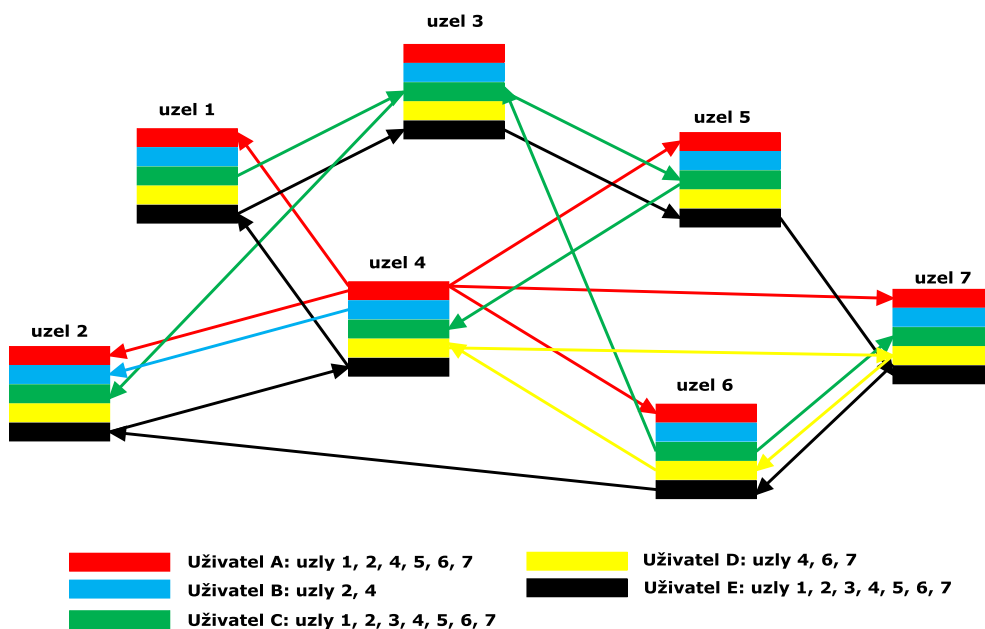 uzel 3
uzel 1
uzel 5
uzel 4
uzel 7
uzel 2
uzel 6
Uživatel A: uzly 1, 2, 4, 5, 6, 7
Uživatel B: uzly 2, 4
Uživatel C: uzly 1, 2, 3, 4, 5, 6, 7
Uživatel D: uzly 4, 6, 7
Uživatel E: uzly 1, 2, 3, 4, 5, 6, 7